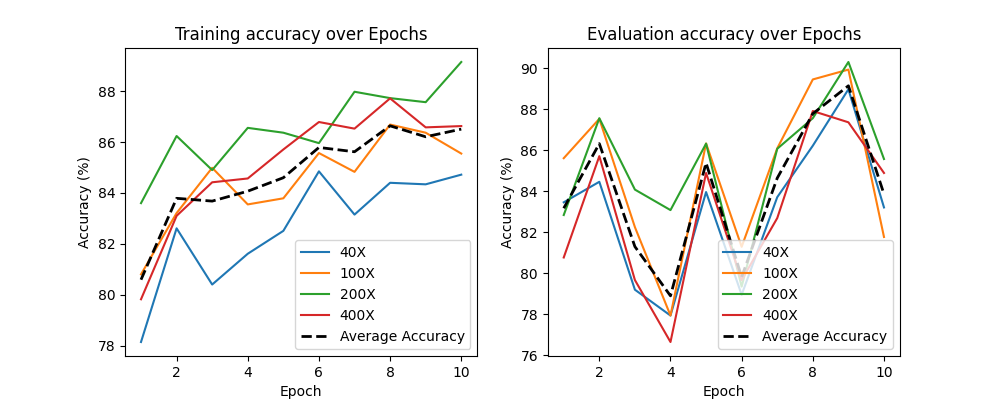 Training accuracy over Epochs
Accuracy (%)
88
86
84
82
80
78
2 4 6 8 10
Epoch
40X
100X
200X
400X
Average Accuracy
Evaluation accuracy over Epochs
Accuracy (%)
90
88
86
84
82
80
78
76
2 4 6 8 10
Epoch
40X
100X
200X
400X
Average Accuracy